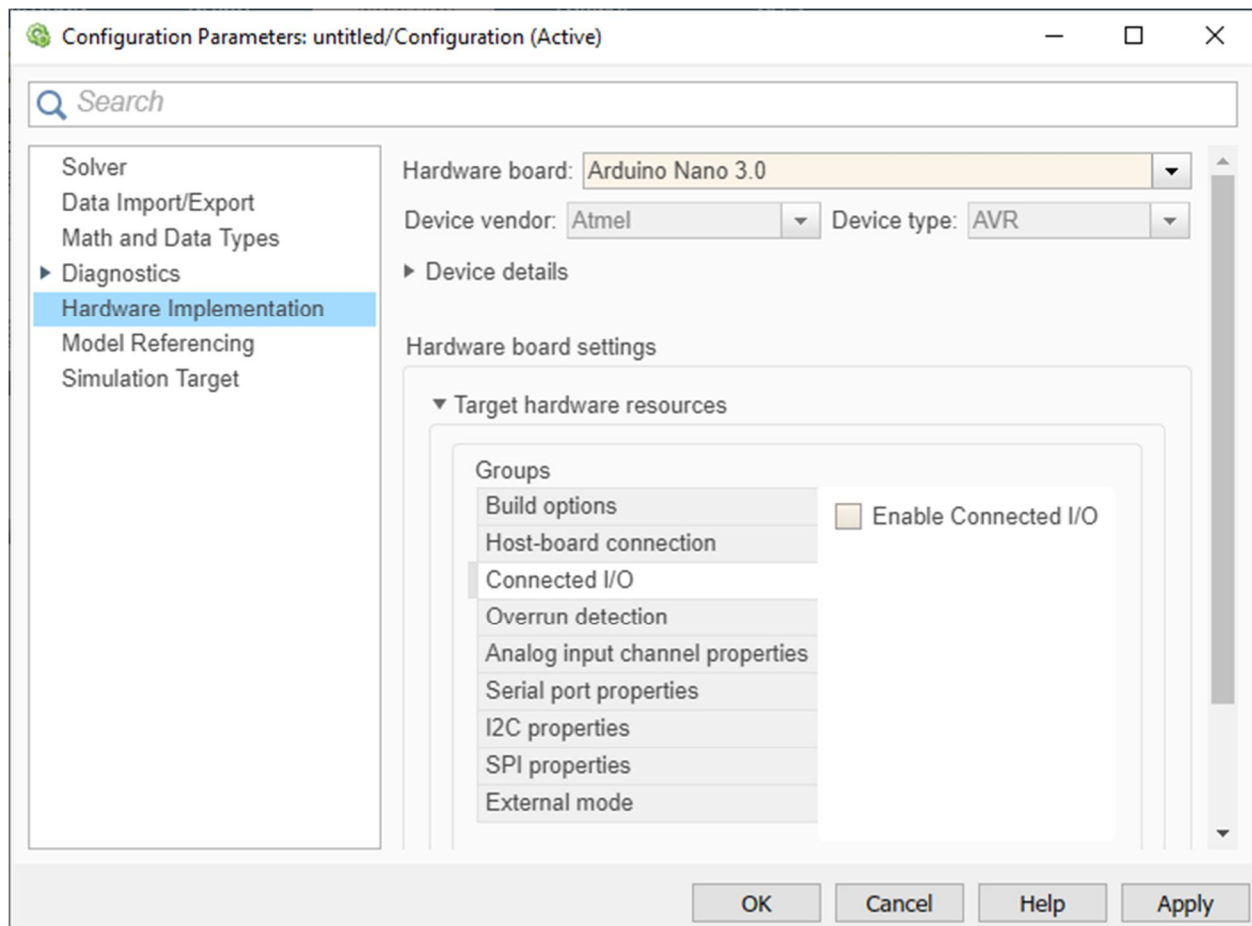 Configuration Parameters: untitled/Configuration (Active)
Search
Solver
Data Import/Export
Math and Data Types
Diagnostics
Hardware Implementation
Model Referencing
Simulation Target
Hardware board: Arduino Nano 3.0
Device vendor: Atmel Device type: AVR
Device details
Hardware board settings
Target hardware resources
Groups
Build options
Host-board connection
Connected I/O
Overrun detection
Analog input channel properties
Serial port properties
I2C properties
SPI properties
External mode
Enable Connected I/O
OK Cancel Help Apply